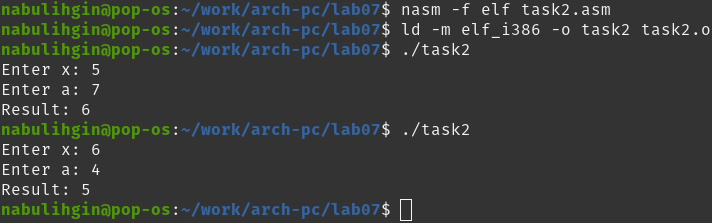 nabulihgin@pop-os:~/work/arch-pc/lab07$ nasm -f elf task2.asm
nabulihgin@pop-os:~/work/arch-pc/lab07$ ld -m elf_i386 -o task2 task2.o
nabulihgin@pop-os:~/work/arch-pc/lab07$ ./task2
Enter x: 5
Enter a: 7
Result: 6
nabulihgin@pop-os:~/work/arch-pc/lab07$ ./task2
Enter x: 6
Enter a: 4
Result: 5
nabulihgin@pop-os:~/work/arch-pc/lab07$